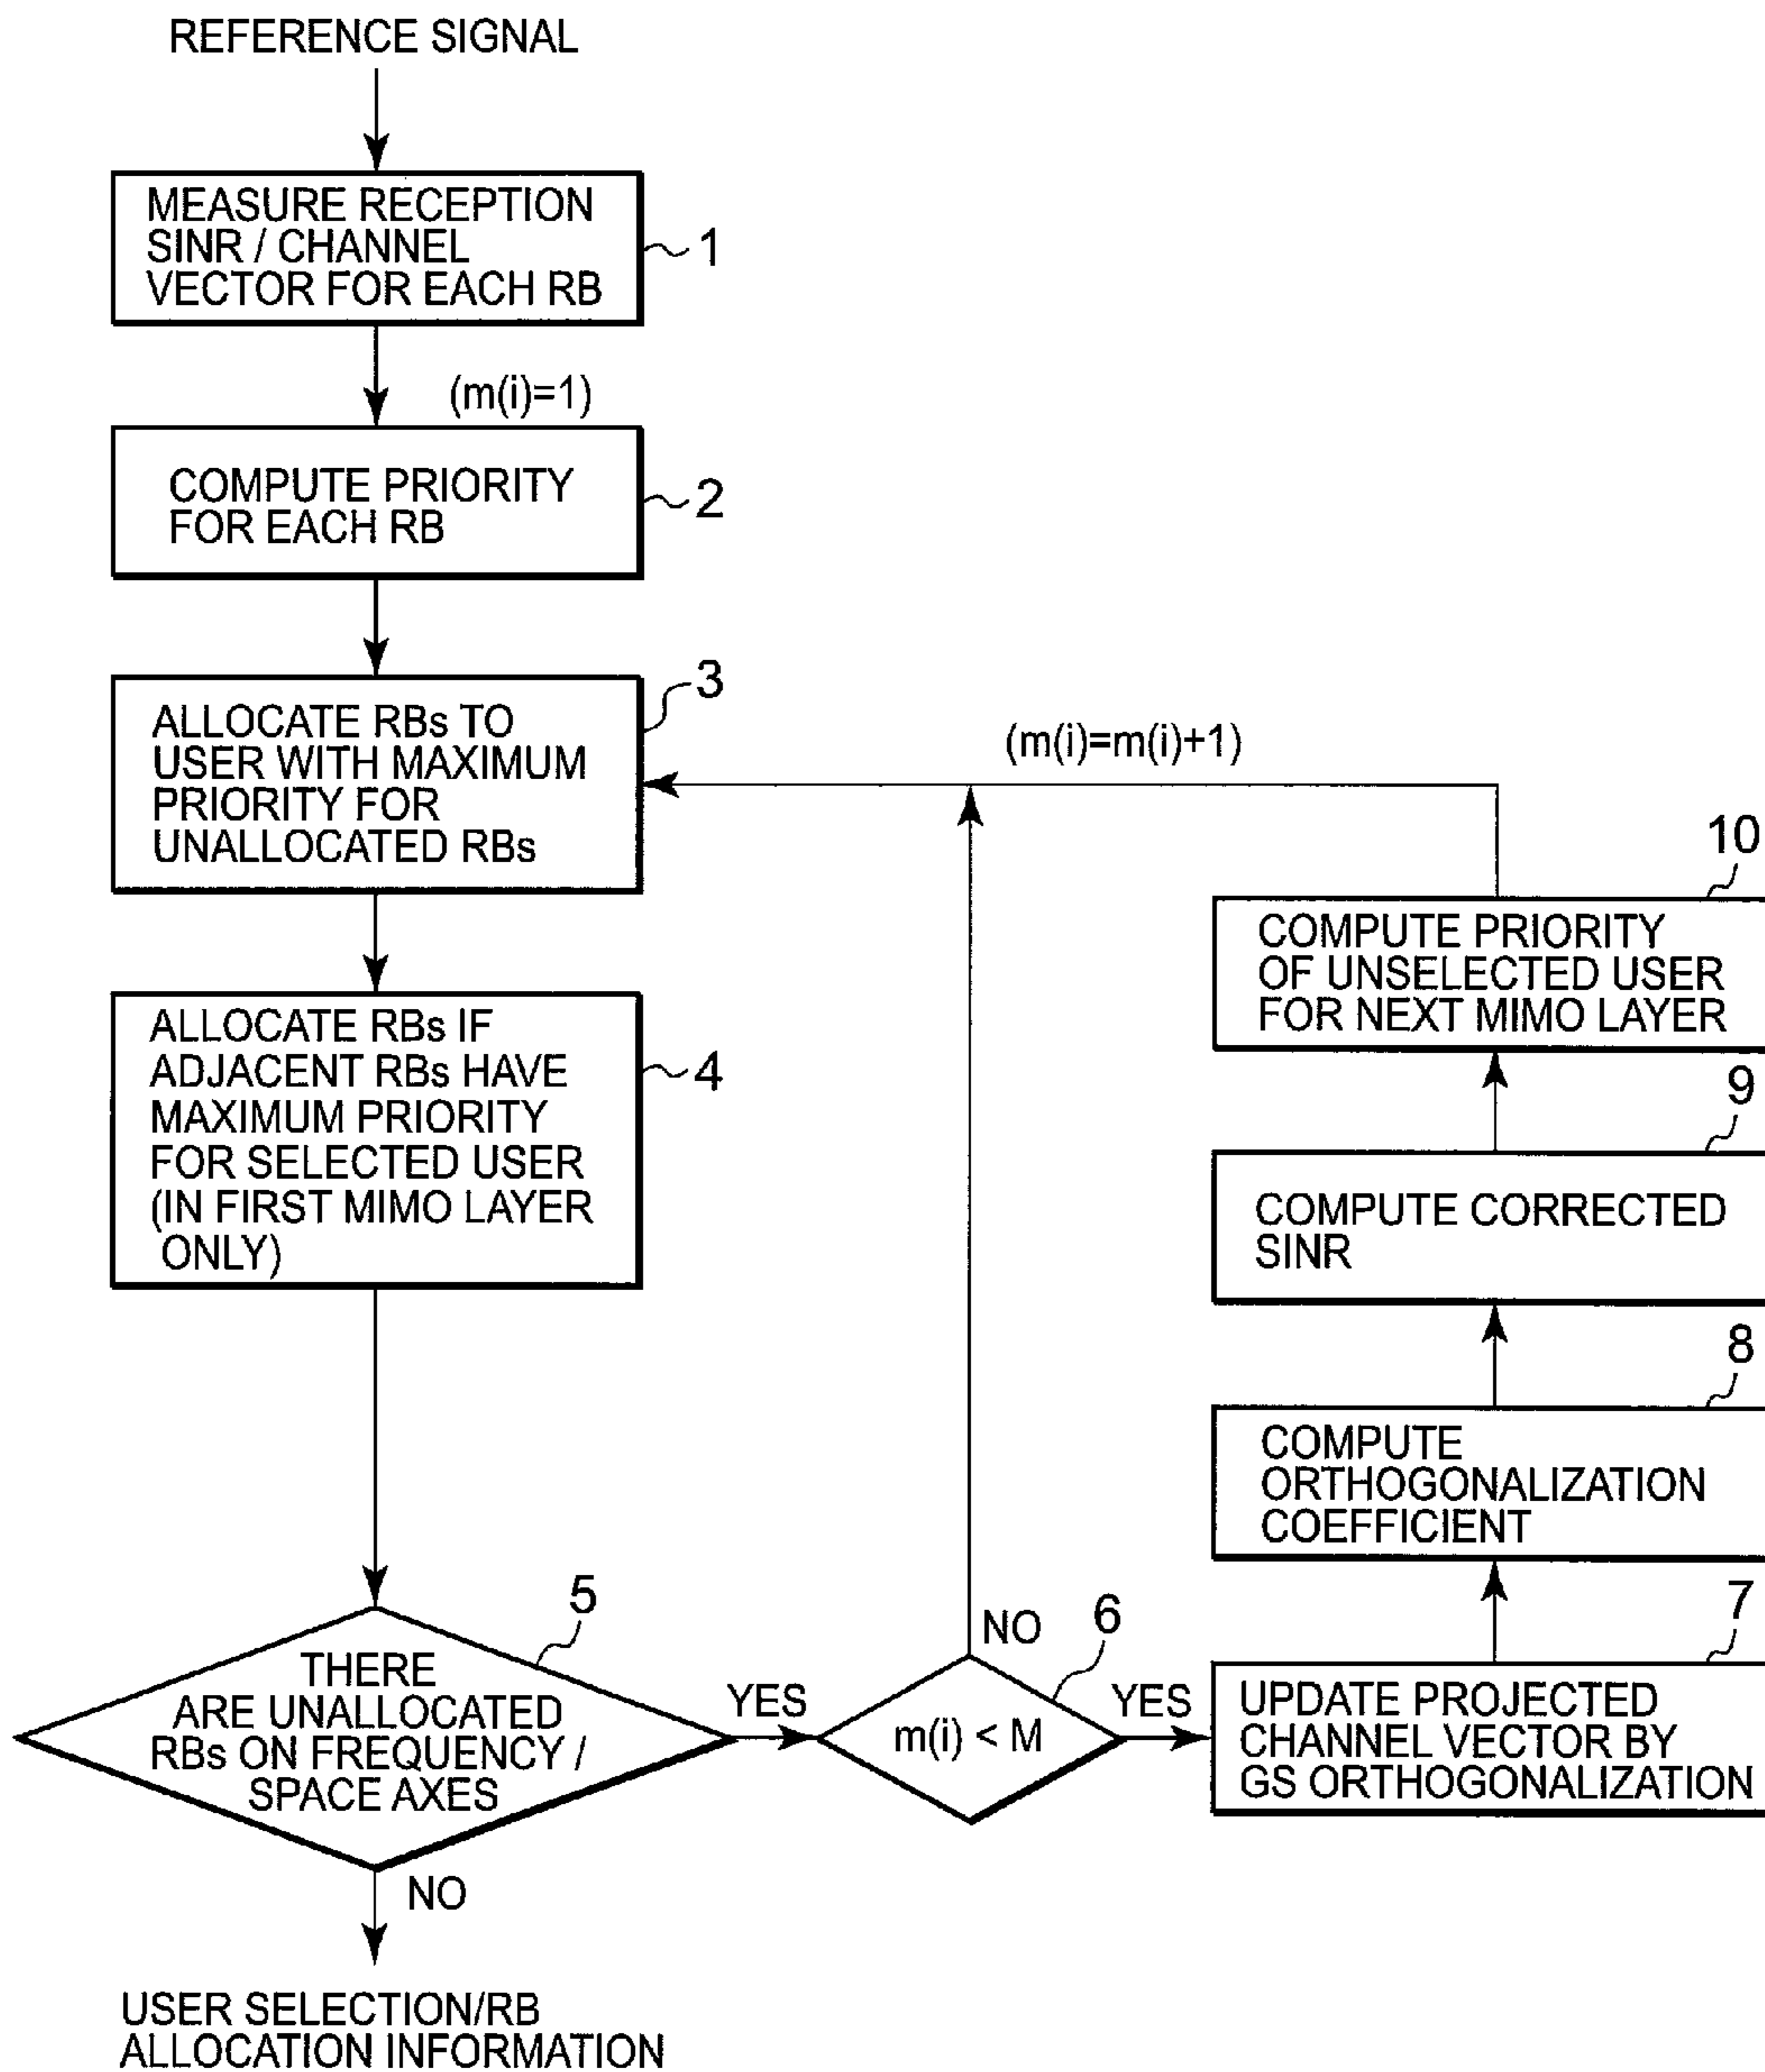 REFERENCE SIGNAL
MEASURE RECEPTION
SINR / CHANNEL
VECTOR FOR EACH RB
1
(m(i)=1)
COMPUTE PRIORITY
FOR EACH RB
2
ALLOCATE RBs TO
USER WITH MAXIMUM
PRIORITY FOR
UNALLOCATED RBs
3
(m(i)=m(i)+1)
ALLOCATE RBs IF
ADJACENT RBs HAVE
MAXIMUM PRIORITY
FOR SELECTED USER
(IN FIRST MIMO LAYER
ONLY)
4
THERE
ARE UNALLOCATED
RBs ON FREQUENCY /
SPACE AXES
5
YES
NO
m(i) < M
6
NO
YES
UPDATE PROJECTED
CHANNEL VECTOR BY
GS ORTHOGONALIZATION
7
COMPUTE
ORTHOGONALIZATION
COEFFICIENT
8
COMPUTE CORRECTED
SINR
9
COMPUTE PRIORITY
OF UNSELECTED USER
FOR NEXT MIMO LAYER
10
USER SELECTION/RB
ALLOCATION INFORMATION